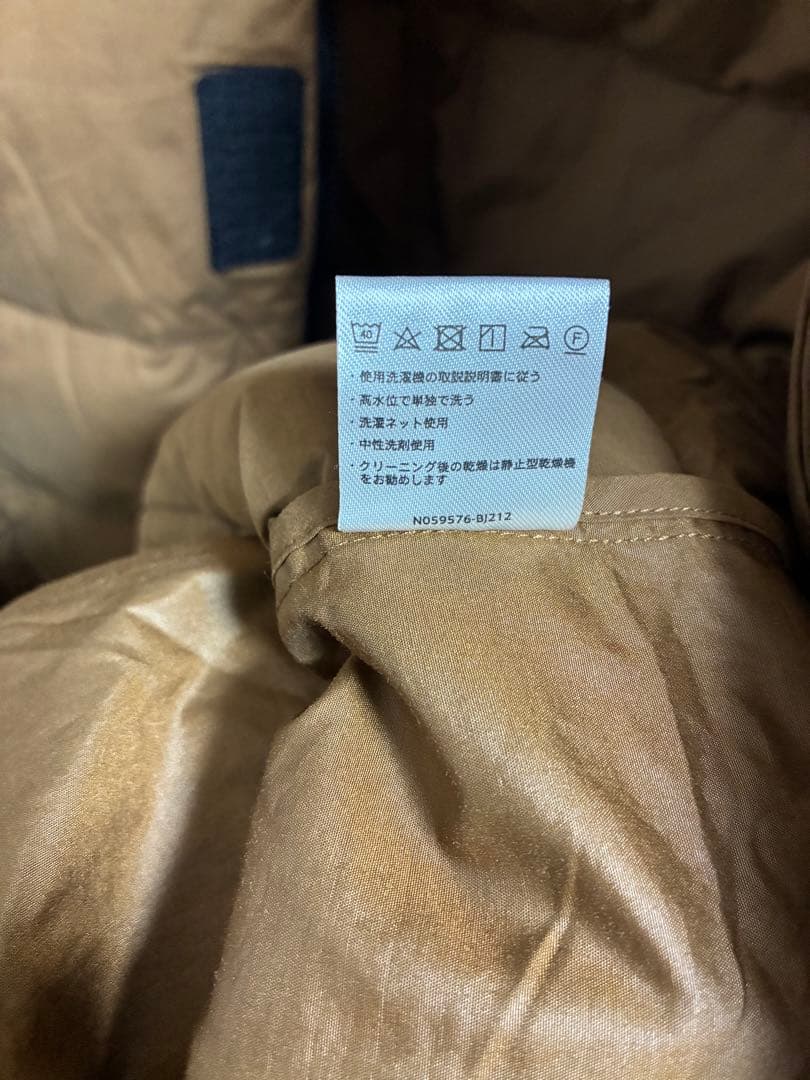 40
F
・使用洗濯機の取説説明書に従う
・高水位で単独で洗う
・洗濯ネット使用
・中性洗剤使用
・クリーニング後の乾燥は静止型乾燥機
をお勧めします
N059576-BJ212